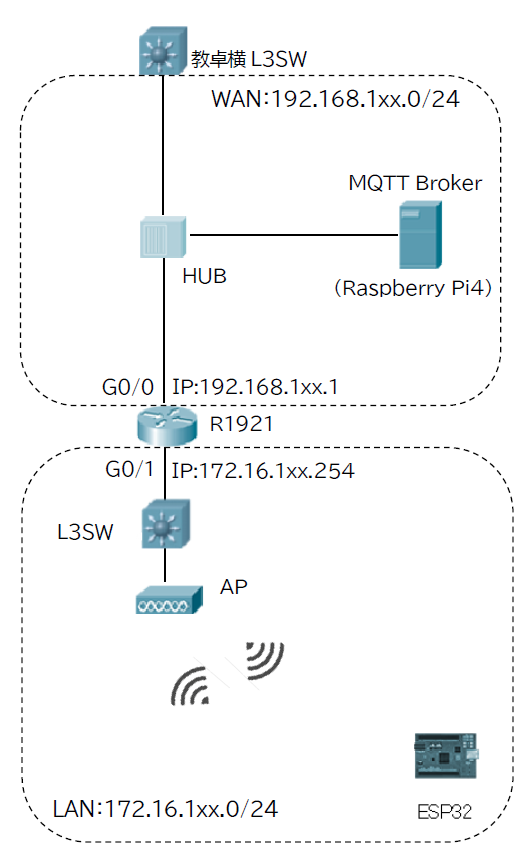 教卓横 L3SW
WAN:192.168.1xx.0/24
MQTT Broker
HUB
(Raspberry Pi4)
G0/0 IP:192.168.1xx.1
R1921
G0/1 IP:172.16.1xx.254
L3SW
AP
LAN:172.16.1xx.0/24
ESP32